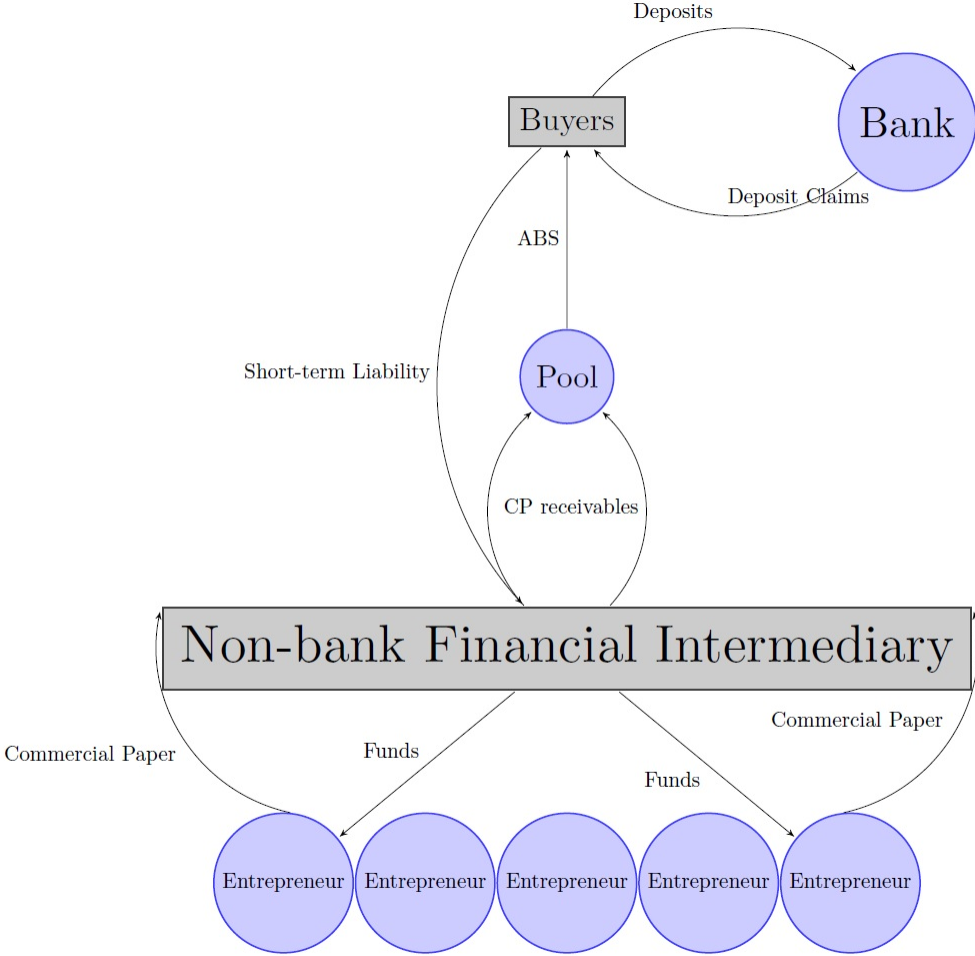 Deposits
Buyers
Bank
Deposit Claims
ABS
Short-term Liability
Pool
CP receivables
Non-bank Financial Intermediary
Commercial Paper
Commercial Paper
Funds
Funds
Entrepreneur
Entrepreneur
Entrepreneur
Entrepreneur
Entrepreneur